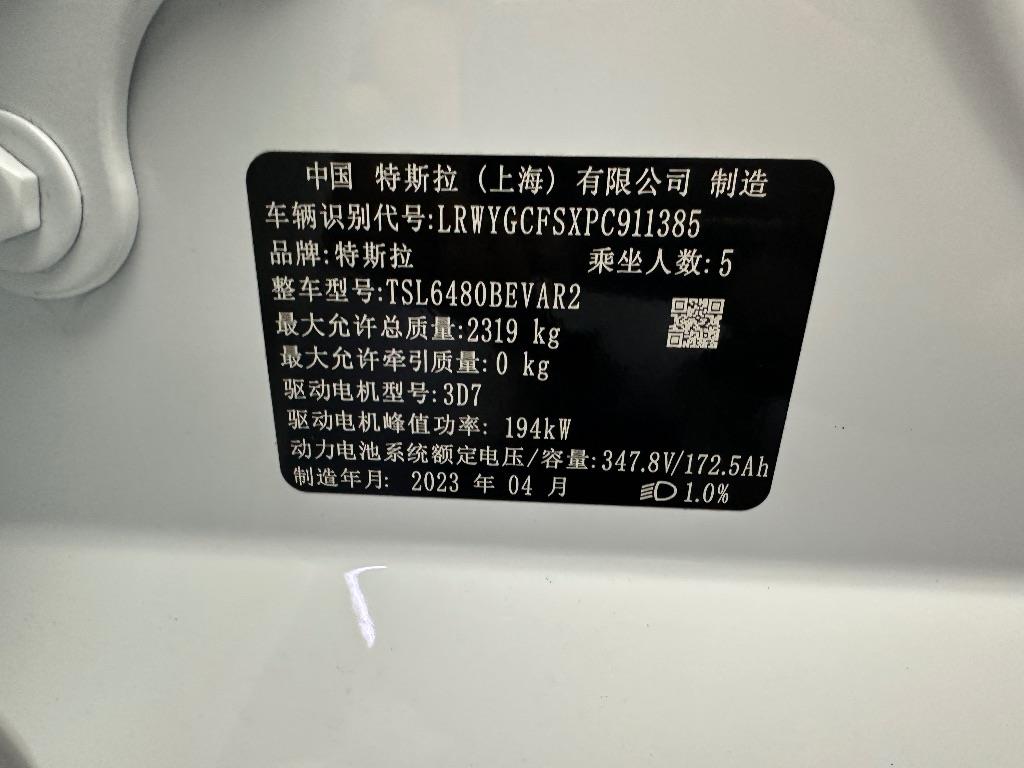 中国 特斯拉 (上海) 有限公司 制造
车辆识别代号:LRWYGCFSXPC911385
品牌:特斯拉 乘坐人数:5
整车型号:TSL6480BEVAR2
最大允许总质量:2319 kg
最大允许牵引质量:0 kg
驱动电机型号:3D7
驱动电机峰值功率: 194kW
动力电池系统额定电压/容量:347.8V/172.5Ah
制造年月: 2023 年 04 月 1.0%